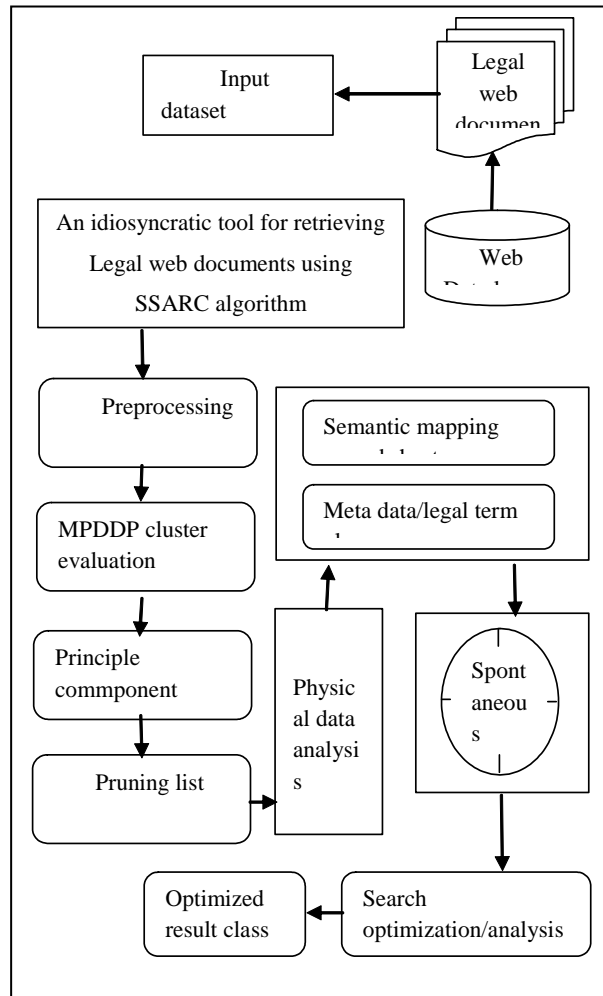 Legal
web
documen
Input
dataset
Web
An idiosyncratic tool for retrieving
Legal web documents using
SSARC algorithm
Preprocessing
Semantic mapping
Meta data/legal term
MPDDP cluster
evaluation
Principle
commponent
Physic
al data
analysi
s
Spont
aneou
s
Pruning list
Optimized
result class
Search
optimization/analysis